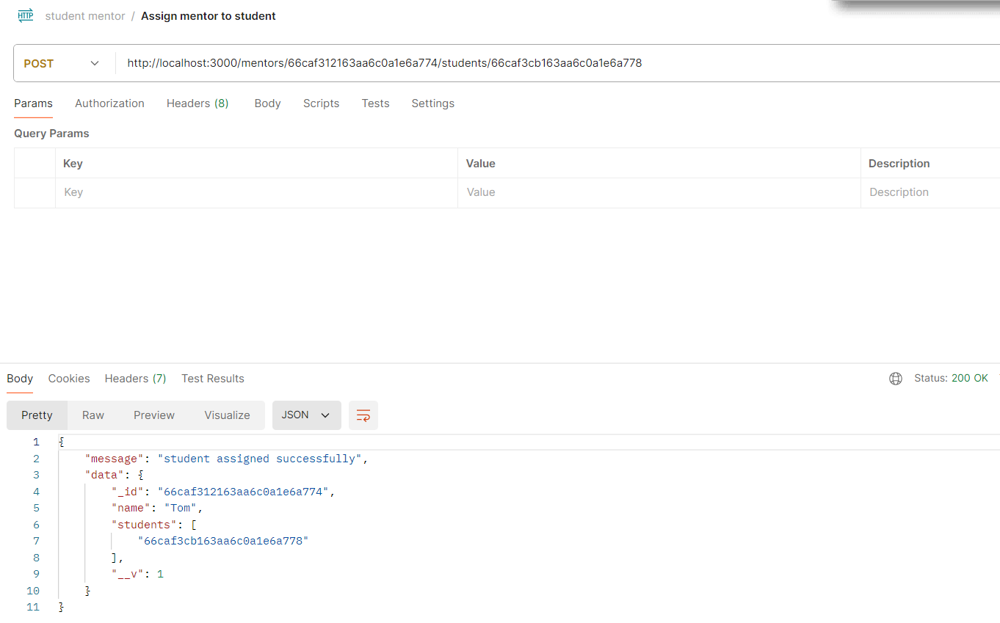 HTTP student mentor / Assign mentor to student
POST http://localhost:3000/mentors/66caf312163aa6c0a1e6a774/students/66caf3cb163aa6c0a1e6a778
Params Authorization Headers (8) Body Scripts Tests Settings
Query Params
Key Value Description
Key Value Description
Body Cookies Headers (7) Test Results Status: 200 OK
Pretty Raw Preview Visualize JSON
1 {
2 "message": "student assigned successfully",
3 "data": {
4 "_id": "66caf312163aa6c0a1e6a774",
5 "name": "Tom",
6 "students": [
7 "66caf3cb163aa6c0a1e6a778"
8 ],
9 "__v": 1
10 }
11 }